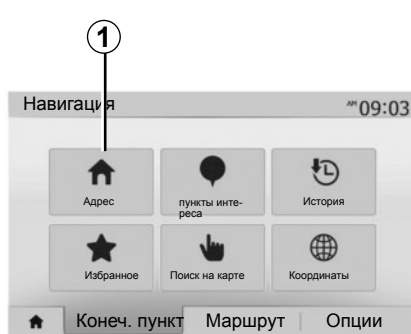 1
Навигация AM 09:03
Адрес
пункты инте-
реса
История
Избранное
Поиск на карте
Координаты
Конеч. пункт Маршрут Опции